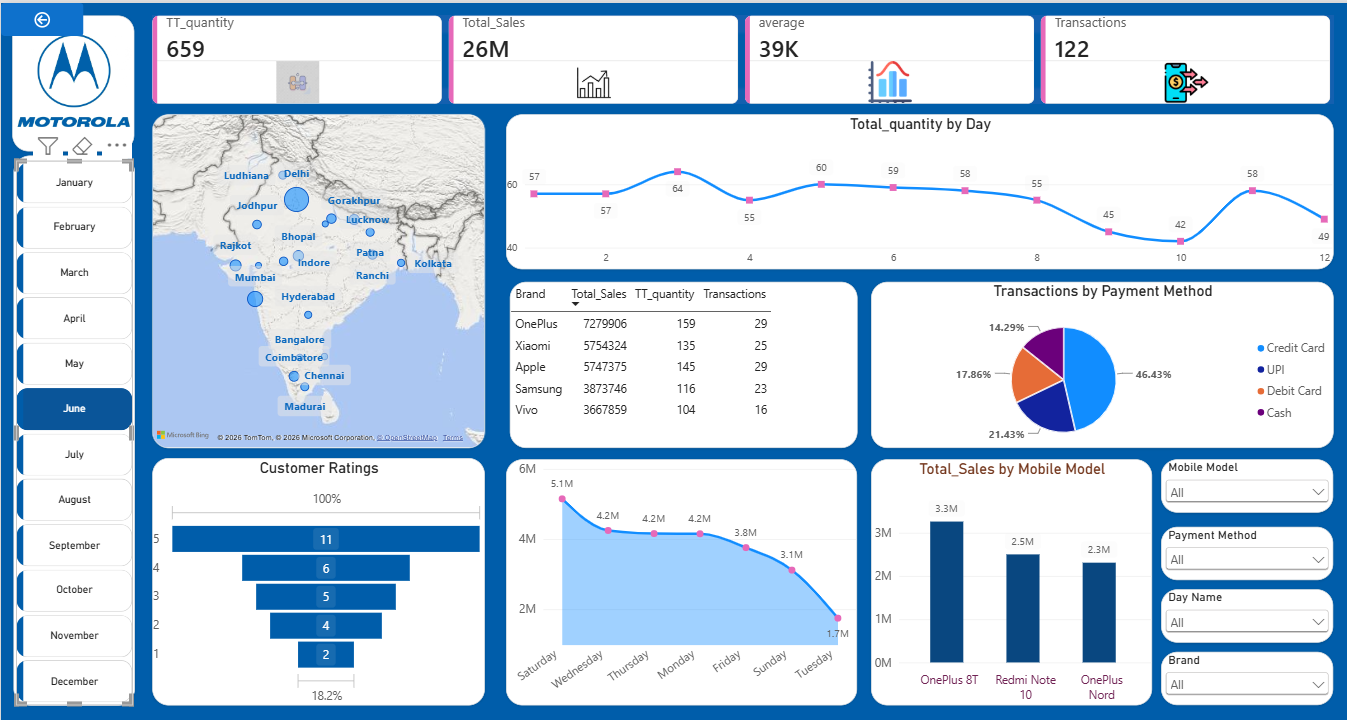 TT_quantity
659
Total_Sales
26M
average
39K
Transactions
122
MOTOROLA
January
February
March
April
May
June
July
August
September
October
November
December
Ludhiana
Delhi
Jodhpur
Gorakhpur
Lucknow
Rajkot
Bhopal
Patna
Indore
Kolkata
Mumbai
Ranchi
Hyderabad
Bangalore
Coimbatore
Chennai
Madurai
Microsoft Bing
© 2026 TomTom, © 2026 Microsoft Corporation, © OpenStreetMap Terms
Total_quantity by Day
60
40
57
57
64
55
60
59
58
55
45
42
58
49
2
4
6
8
10
12
Brand Total_Sales TT_quantity Transactions
OnePlus 7279906 159 29
Xiaomi 5754324 135 25
Apple 5747375 145 29
Samsung 3873746 116 23
Vivo 3667859 104 16
Transactions by Payment Method
14.29%
17.86%
46.43%
21.43%
Credit Card
UPI
Debit Card
Cash
Customer Ratings
100%
5 11
4 6
3 5
2 4
1 2
18.2%
6M
4M
2M
5.1M
4.2M
4.2M
4.2M
3.8M
3.1M
1.7M
Saturday
Wednesday
Thursday
Monday
Friday
Sunday
Tuesday
Total_Sales by Mobile Model
3M
2M
1M
0M
3.3M
2.5M
2.3M
OnePlus 8T
Redmi Note
10
OnePlus
Nord
Mobile Model
All
Payment Method
All
Day Name
All
Brand
All